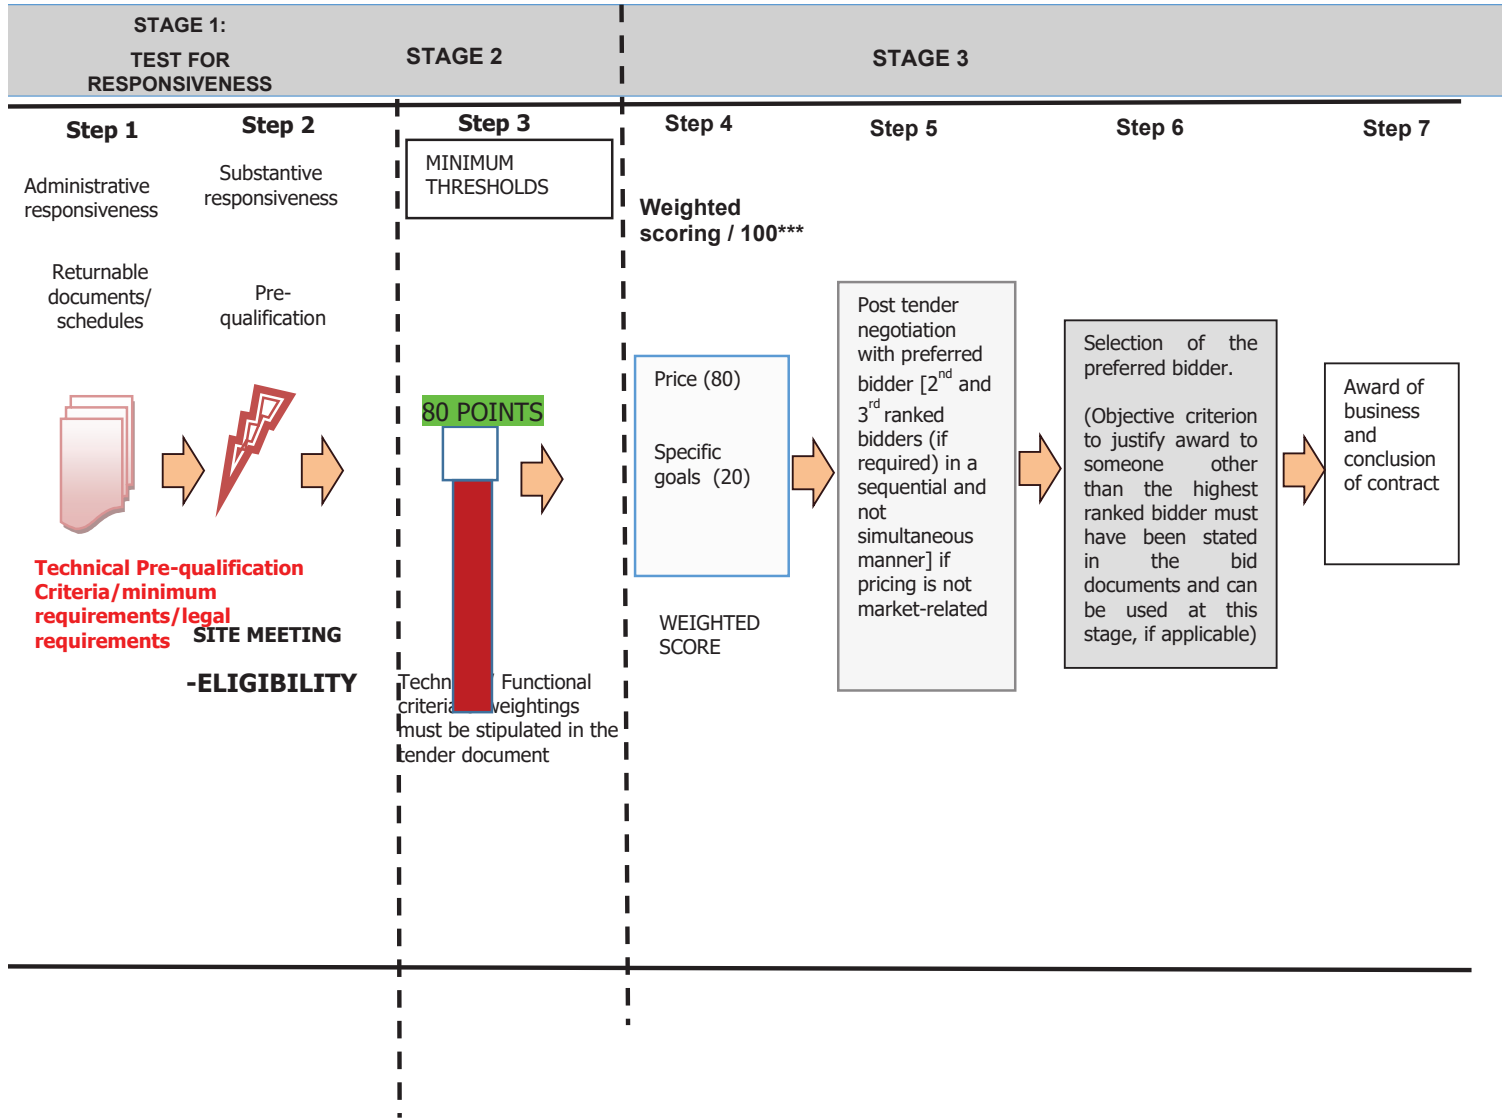 STAGE 1:
TEST FOR
RESPONSIVENESS
STAGE 2
STAGE 3
Step 1
Step 2
Step 3
Step 4
Step 5
Step 6
Step 7
Administrative
responsiveness
Substantive
responsiveness
MINIMUM
THRESHOLDS
Weighted
scoring / 100***
Returnable
documents/
schedules
Pre-
qualification
80 POINTS
Price (80)
Specific
goals (20)
Post tender
negotiation
with preferred
bidder [2nd and
3rd ranked
bidders (if
required) in a
sequential and
not
simultaneous
manner] if
pricing is not
market-related
Selection of the
preferred bidder.
(Objective criterion
to justify award to
someone other
than the highest
ranked bidder must
have been stated
in the bid
documents and can
be used at this
stage, if applicable)
Award of
business
and
conclusion
of contract
Technical Pre-qualification
Criteria/minimum
requirements/legal
requirements
SITE MEETING
-ELIGIBILITY
WEIGHTED
SCORE
Functional
criteria weightings
must be stipulated in the
tender document